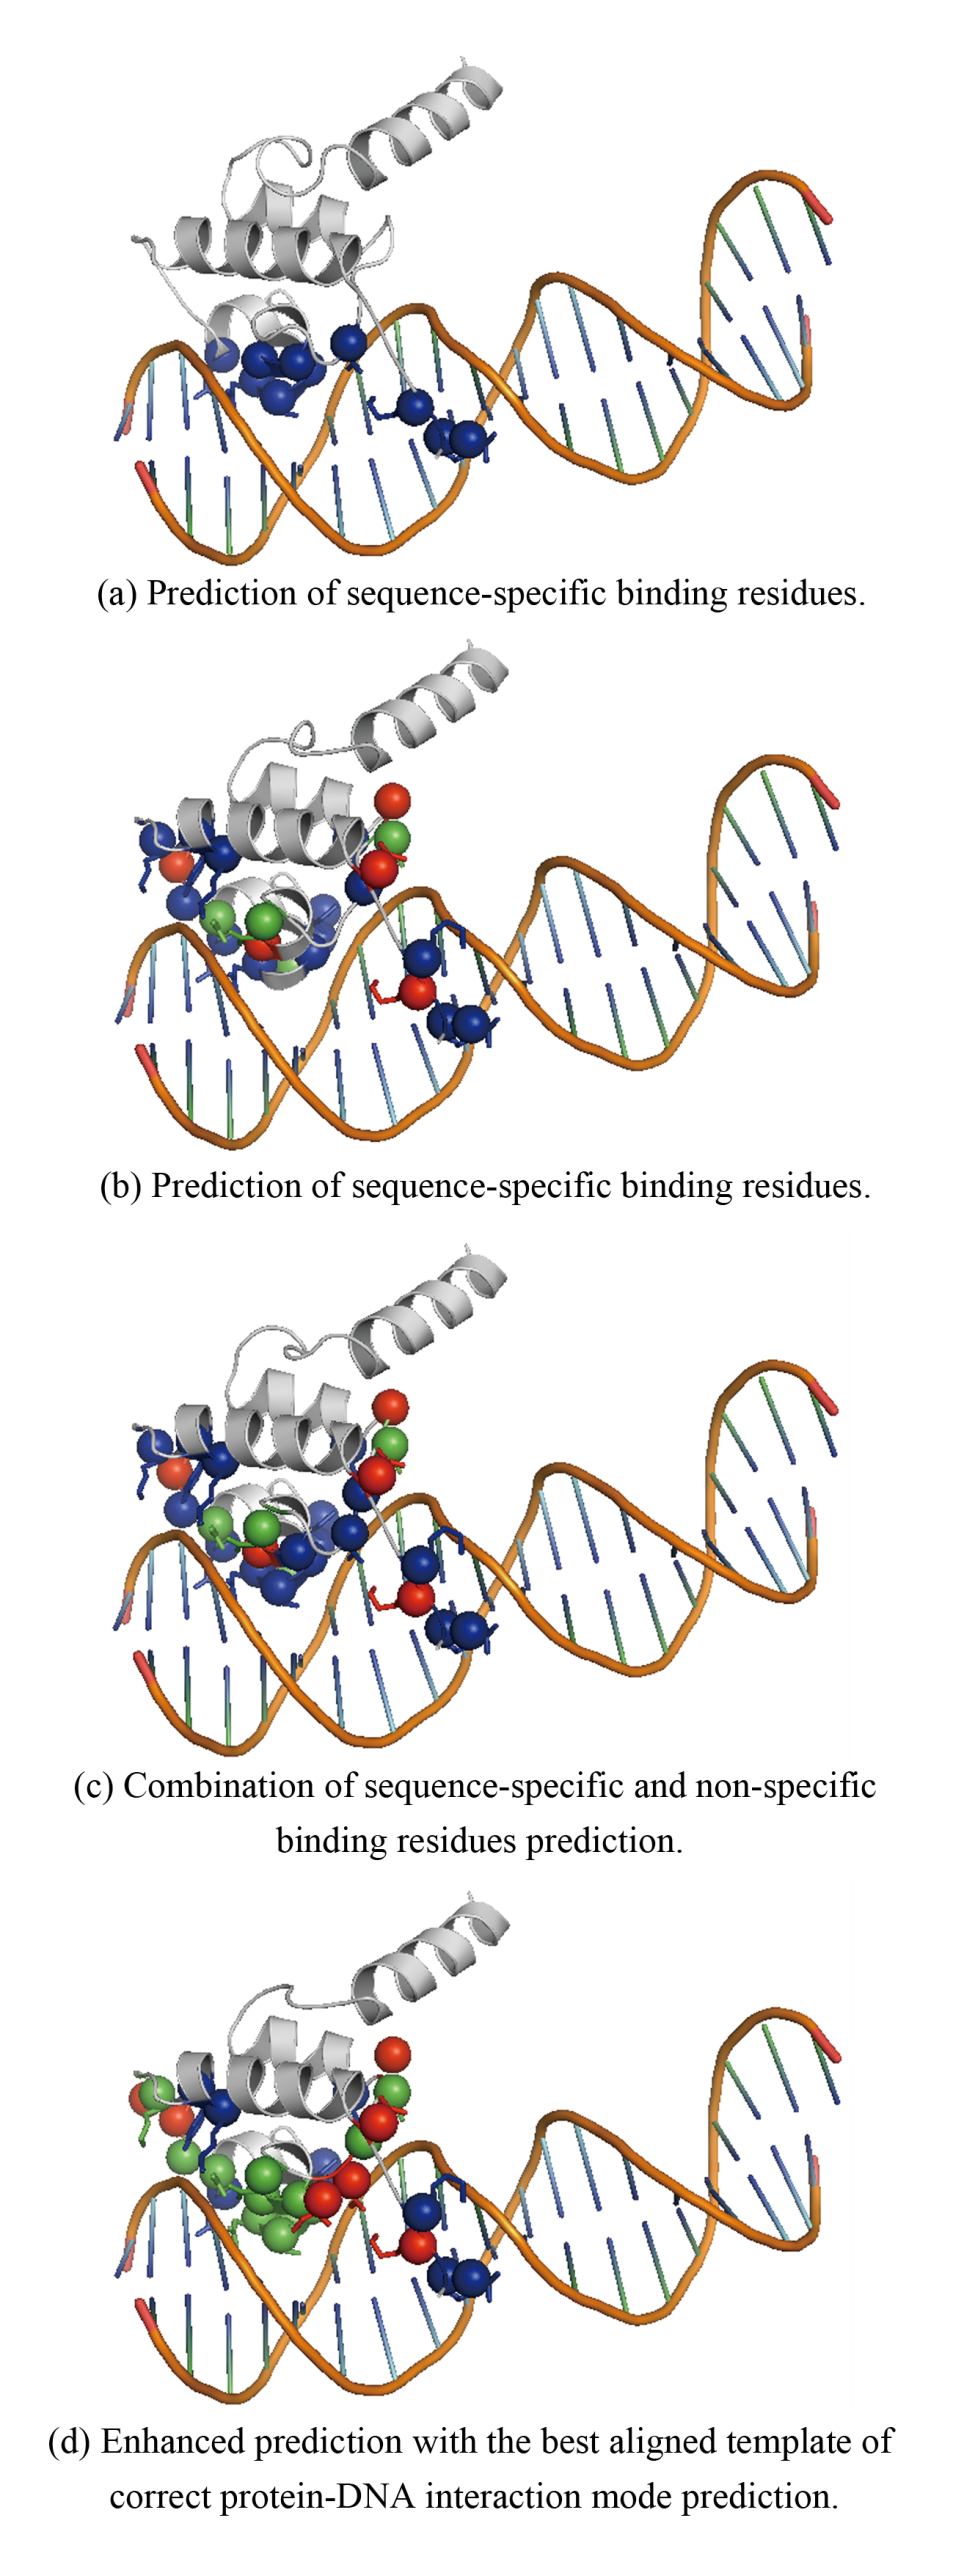 (a) Prediction of sequence-specific binding residues.
(b) Prediction of sequence-specific binding residues.
(c) Combination of sequence-specific and non-specific
binding residues prediction.
(d) Enhanced prediction with the best aligned template of
correct protein-DNA interaction mode prediction.